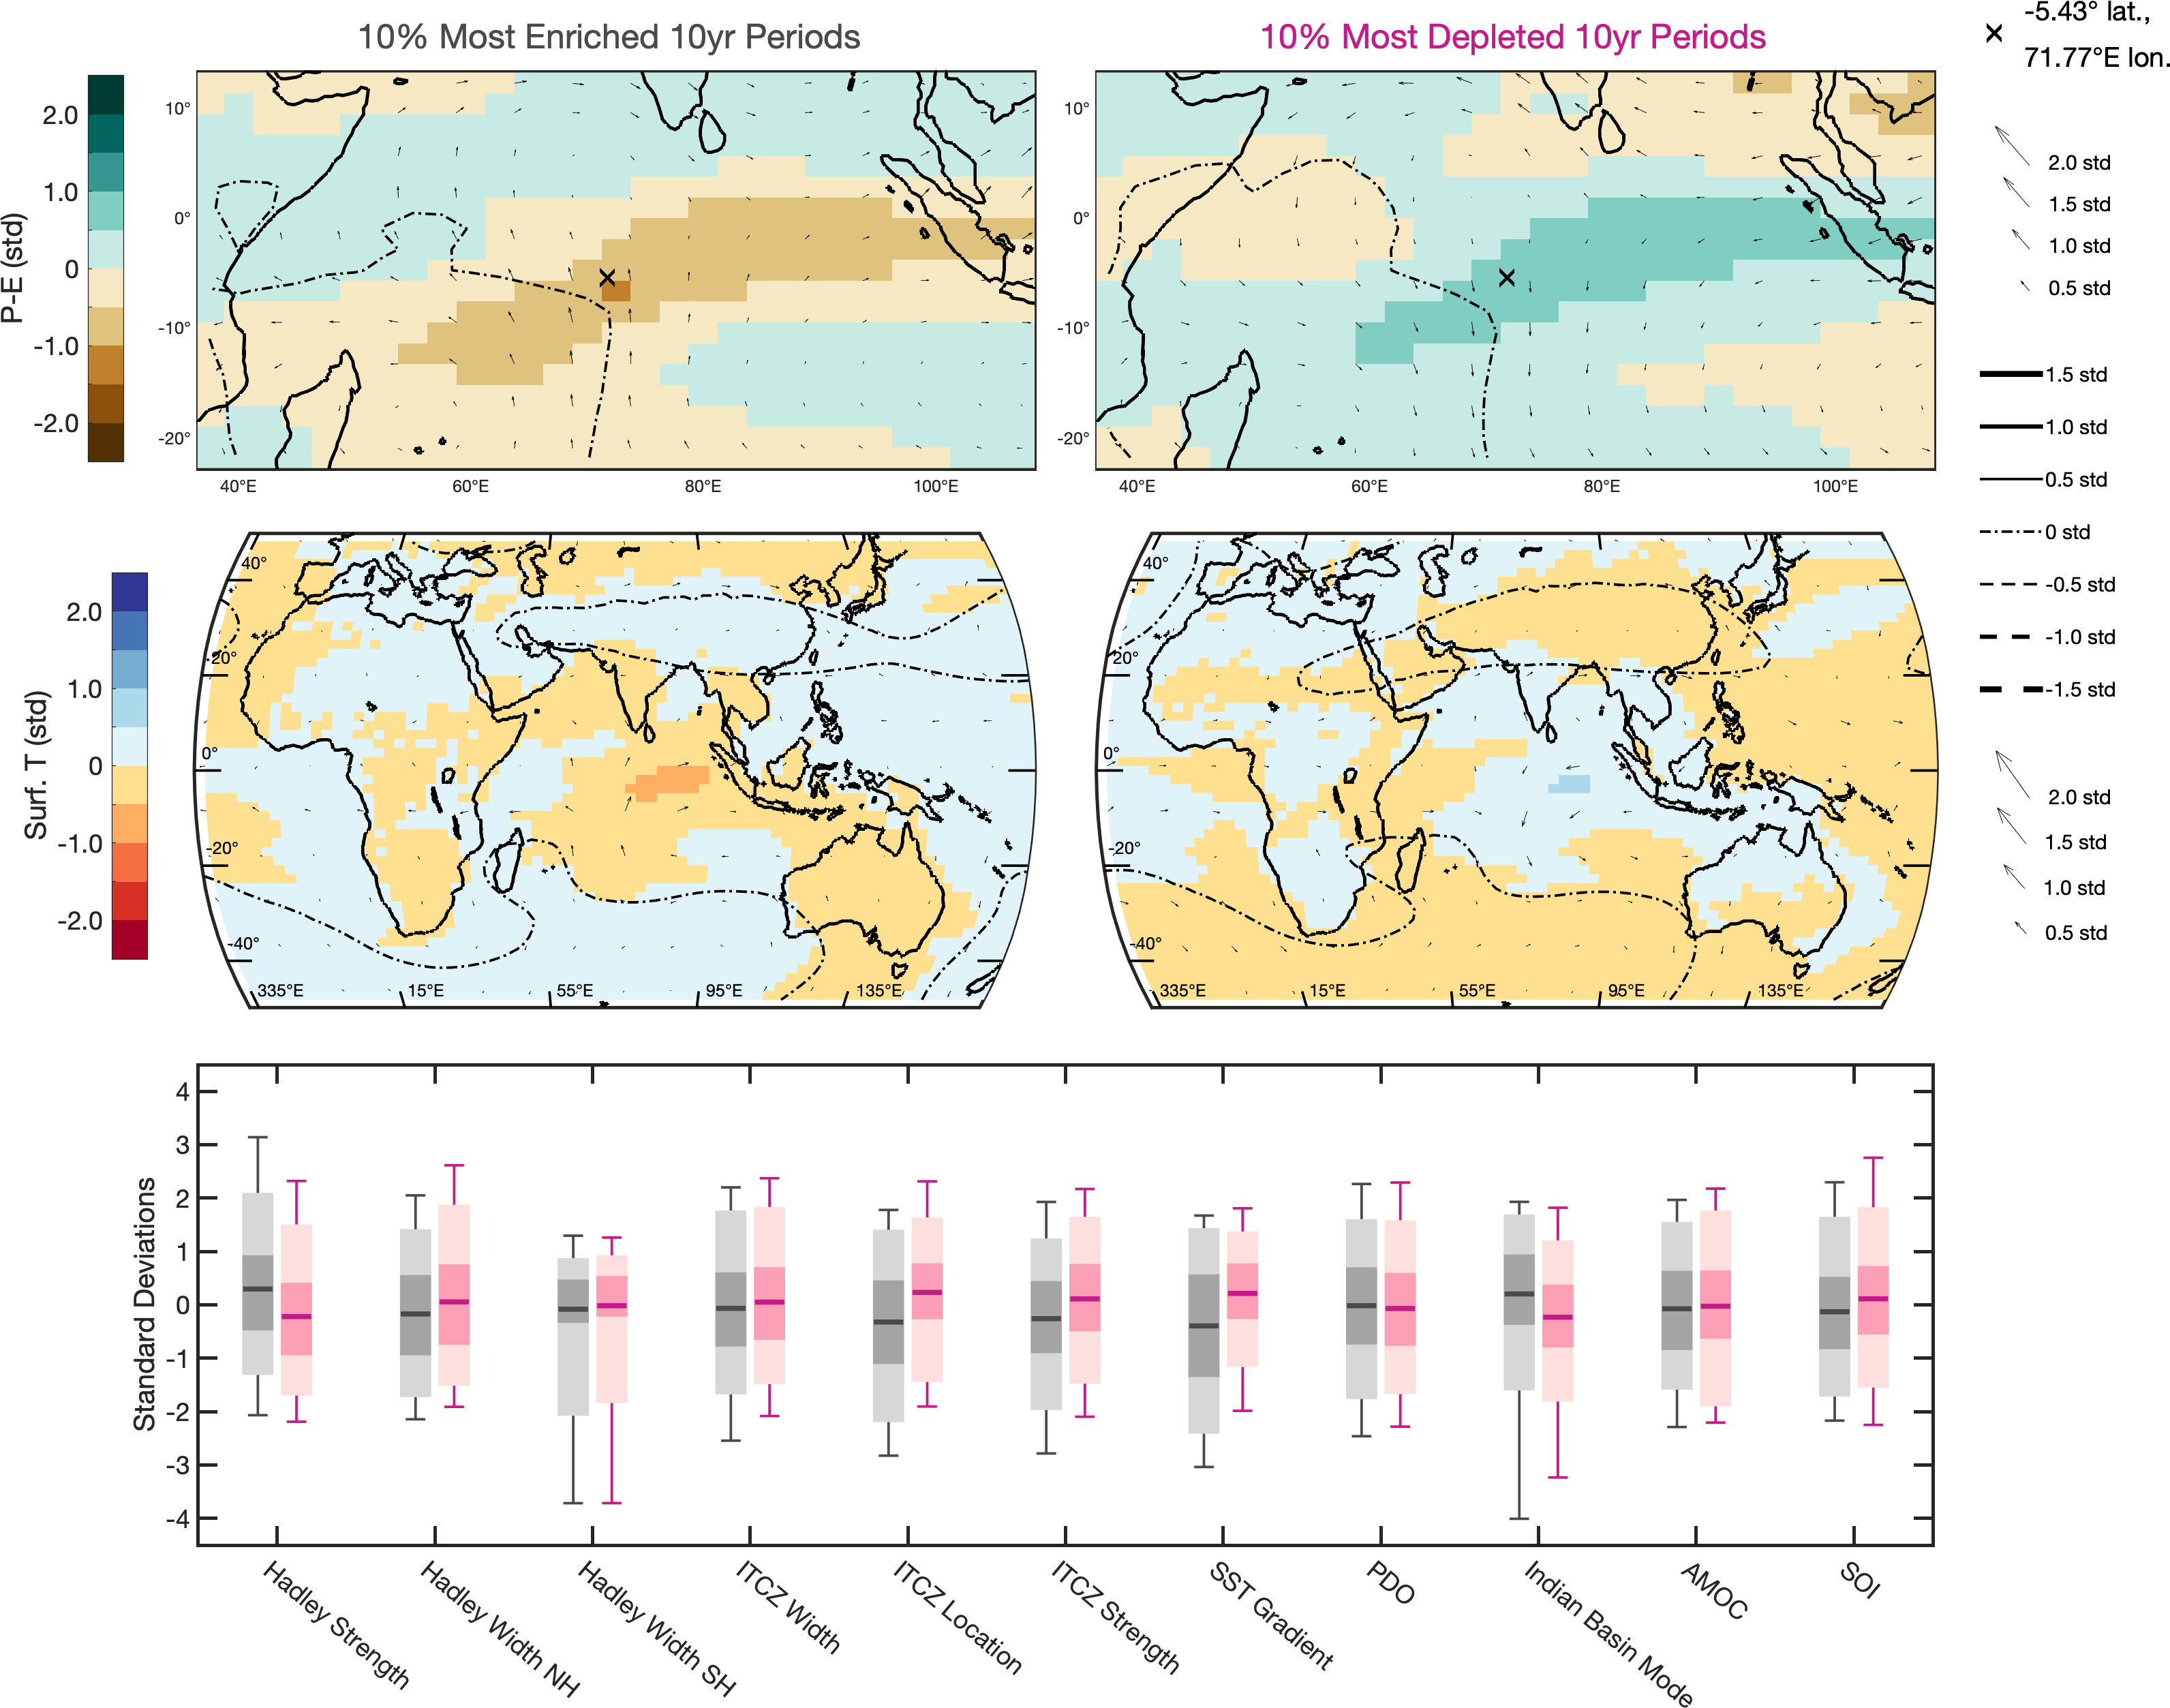 10% Most Enriched 10yr Periods
10% Most Depleted 10yr Periods
-5.43° lat.,
71.77°E lon.
P-E (std)
2.0
1.0
0
-1.0
-2.0
10°
0°
-10°
-20°
40°E 60°E 80°E 100°E
10°
0°
-10°
-20°
40°E 60°E 80°E 100°E
2.0 std
1.5 std
1.0 std
0.5 std
1.5 std
1.0 std
0.5 std
0 std
-0.5 std
-1.0 std
-1.5 std
Surf. T (std)
2.0
1.0
0
-1.0
-2.0
40°
20°
0°
-20°
-40°
335°E 15°E 55°E 95°E 135°E
40°
20°
0°
-20°
-40°
335°E 15°E 55°E 95°E 135°E
2.0 std
1.5 std
1.0 std
0.5 std
Standard Deviations
4
3
2
1
0
-1
-2
-3
-4
Hadley Strength
Hadley Width NH
Hadley Width SH
ITCZ Width
ITCZ Location
ITCZ Strength
SST Gradient
PDO
Indian Basin Mode
AMOC
SOI